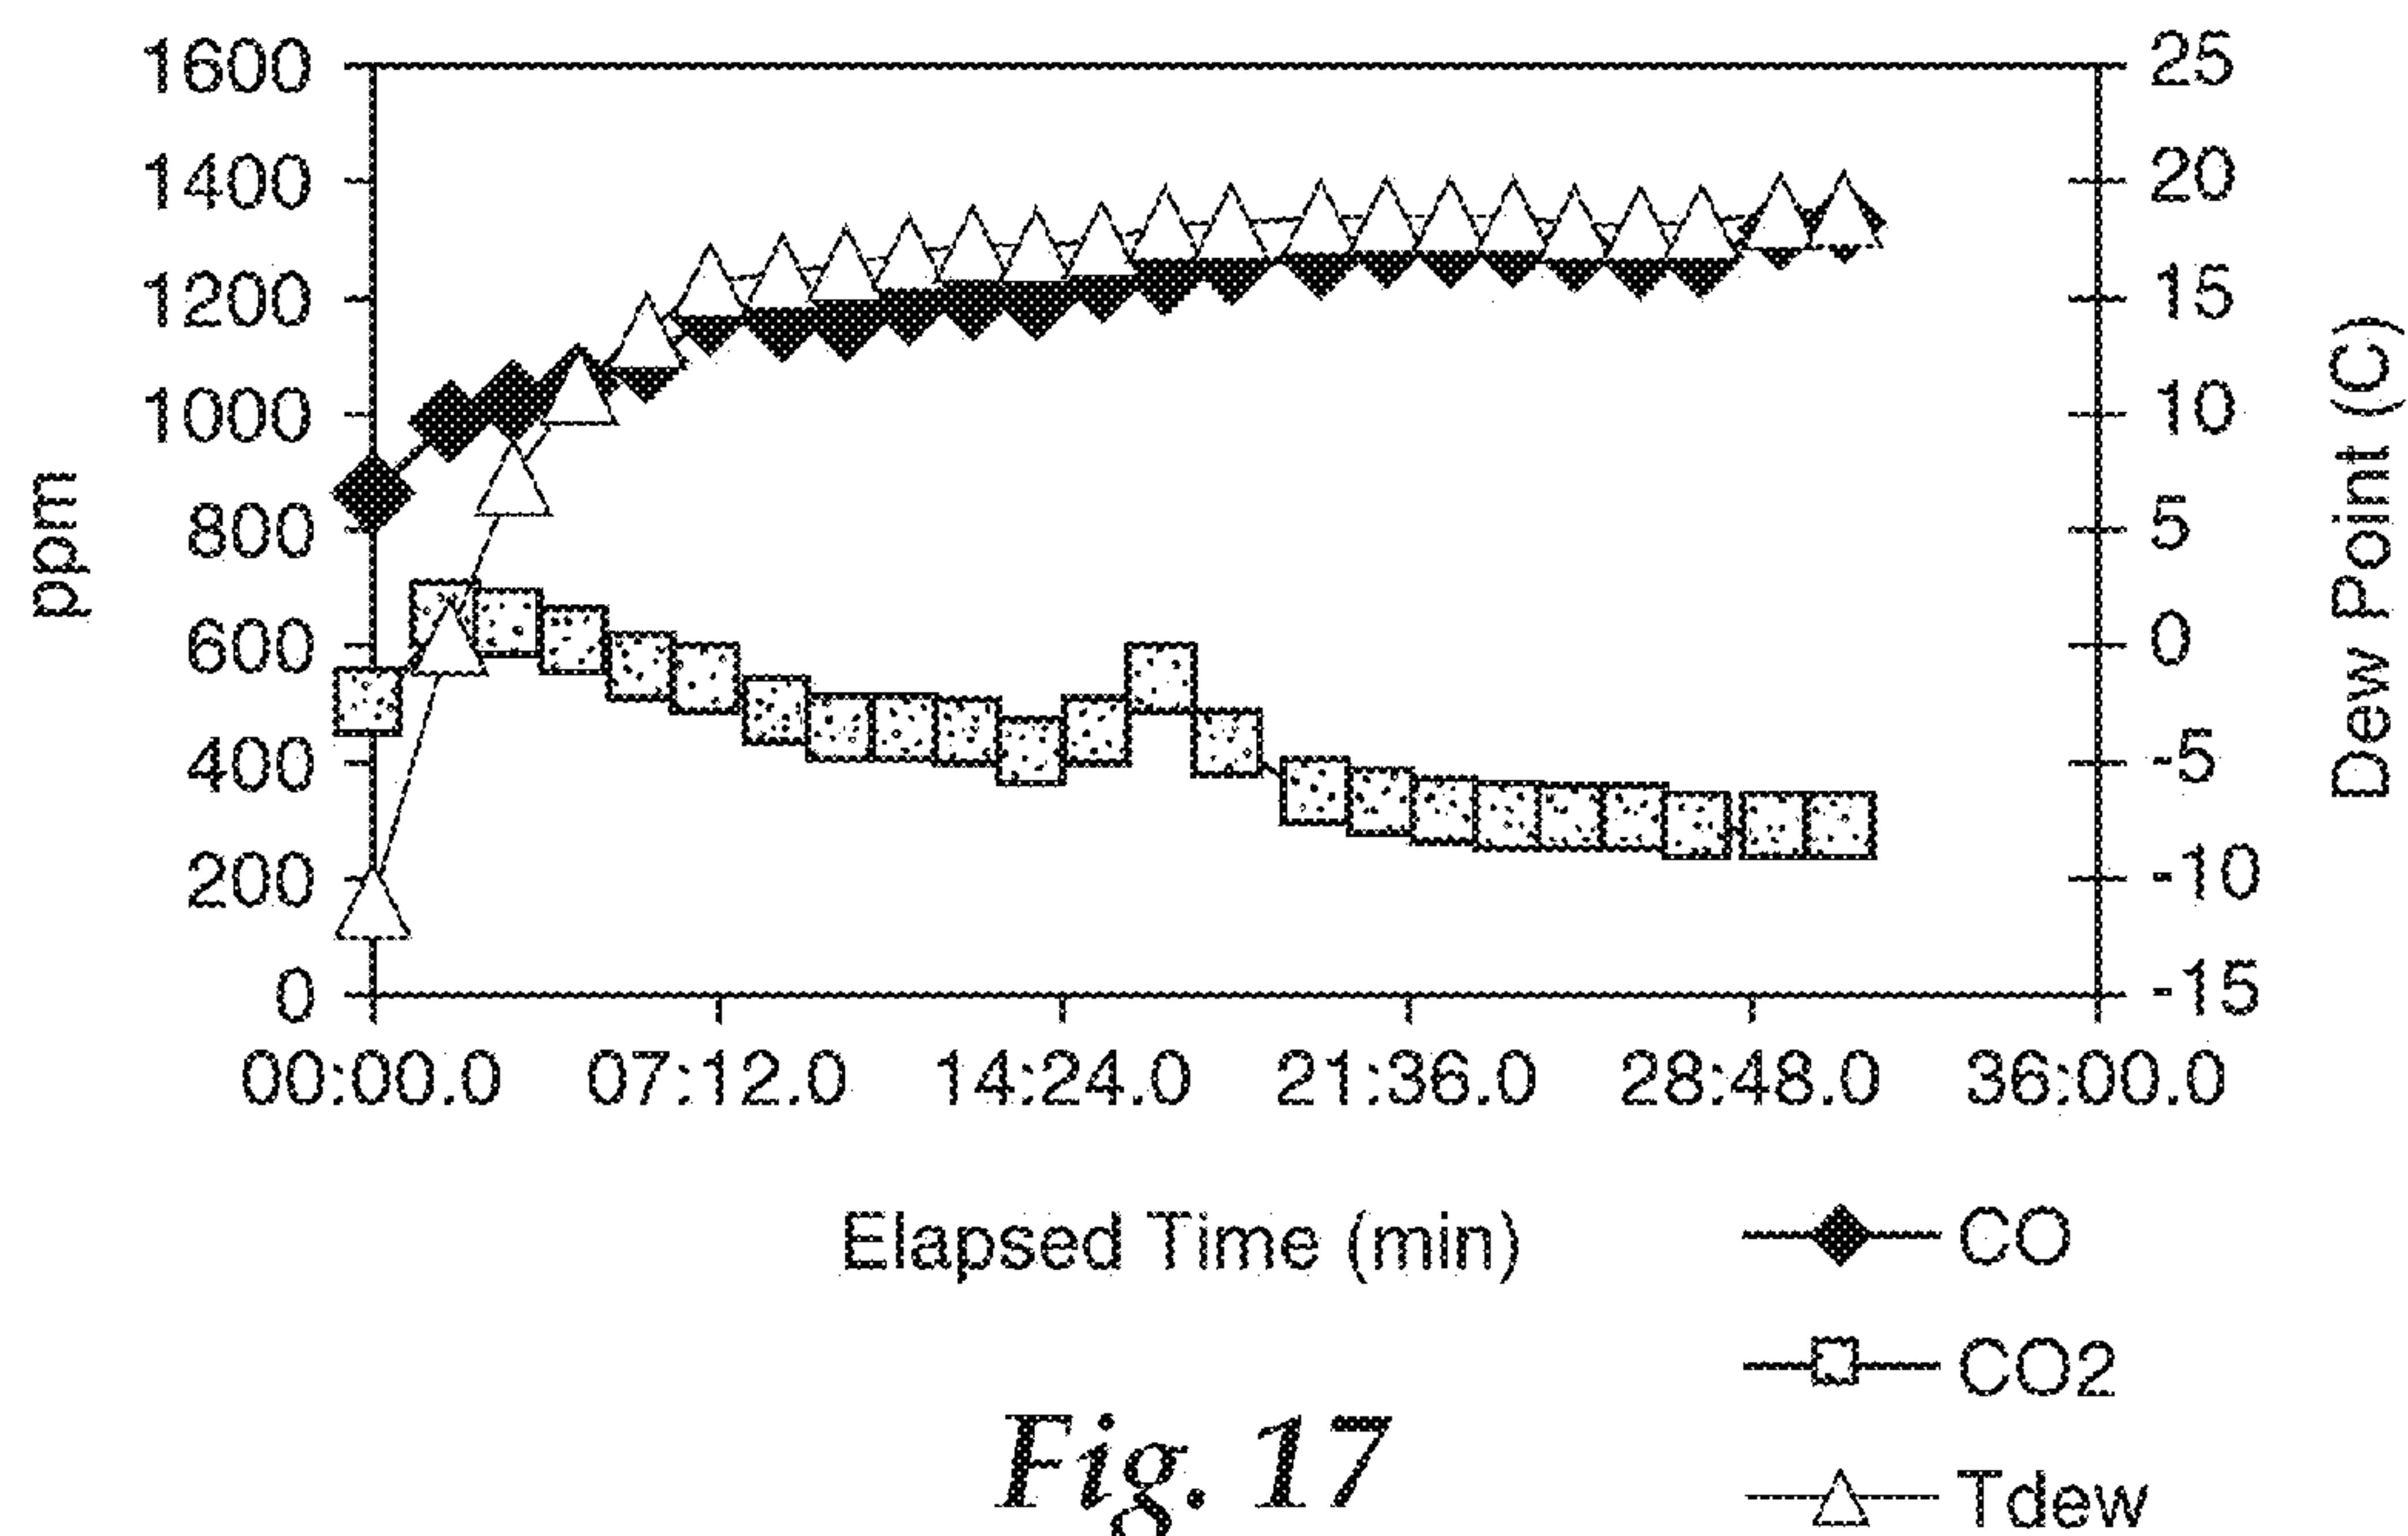 1600
1400
1200
1000
800
600
400
200
0
ppm
25
20
15
10
5
0
-5
-10
-15
Dew Point (C)
00:00.0 07:12.0 14:24.0 21:36.0 28:48.0 36:00.0
Elapsed Time (min)
CO
CO2
Tdew
Fig. 17